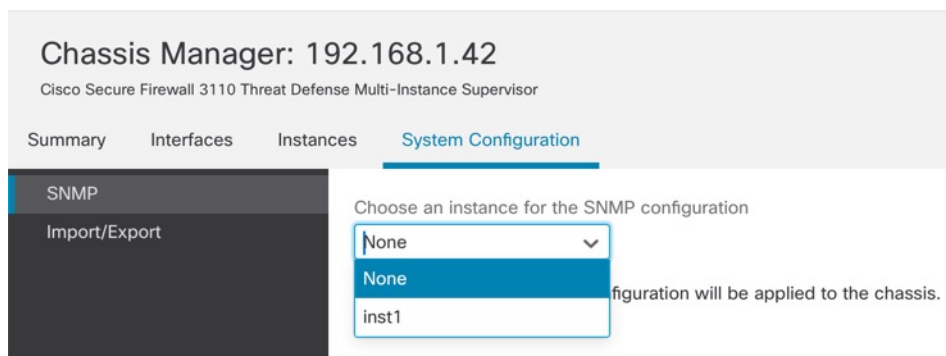 Chassis Manager: 192.168.1.42
Cisco Secure Firewall 3110 Threat Defense Multi-Instance Supervisor
Summary Interfaces Instances System Configuration
SNMP
Import/Export
Choose an instance for the SNMP configuration
None
None
figuration will be applied to the chassis.
inst1